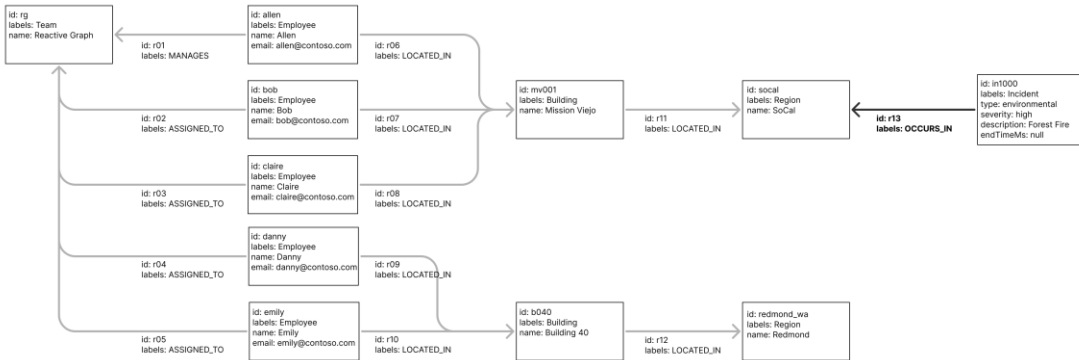 id: rg
labels: Team
name: Reactive Graph
id: r01
labels: MANAGES
id: allen
labels: Employee
name: Allen
email: allen@contoso.com
id: r06
labels: LOCATED_IN
id: r02
labels: ASSIGNED_TO
id: bob
labels: Employee
name: Bob
email: bob@contoso.com
id: r07
labels: LOCATED_IN
id: mv001
labels: Building
name: Mission Viejo
id: r11
labels: LOCATED_IN
id: socal
labels: Region
name: SoCal
id: r13
labels: OCCURS_IN
id: in1000
labels: Incident
type: environmental
severity: high
description: Forest Fire
endTimeMs: null
id: r03
labels: ASSIGNED_TO
id: claire
labels: Employee
name: Claire
email: claire@contoso.com
id: r08
labels: LOCATED_IN
id: r04
labels: ASSIGNED_TO
id: danny
labels: Employee
name: Danny
email: danny@contoso.com
id: r09
labels: LOCATED_IN
id: r05
labels: ASSIGNED_TO
id: emily
labels: Employee
name: Emily
email: emily@contoso.com
id: r10
labels: LOCATED_IN
id: b040
labels: Building
name: Building 40
id: r12
labels: LOCATED_IN
id: redmond_wa
labels: Region
name: Redmond